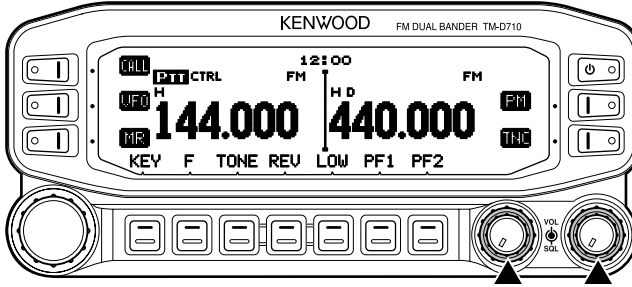 KENWOOD FM DUAL BANDER TM-D710
12:00
CALL PTT CTRL FM FM
VFO H H D PM
144.000 440.000
MR TNC
KEY F TONE REV LOW PF1 PF2
VOL
SQL